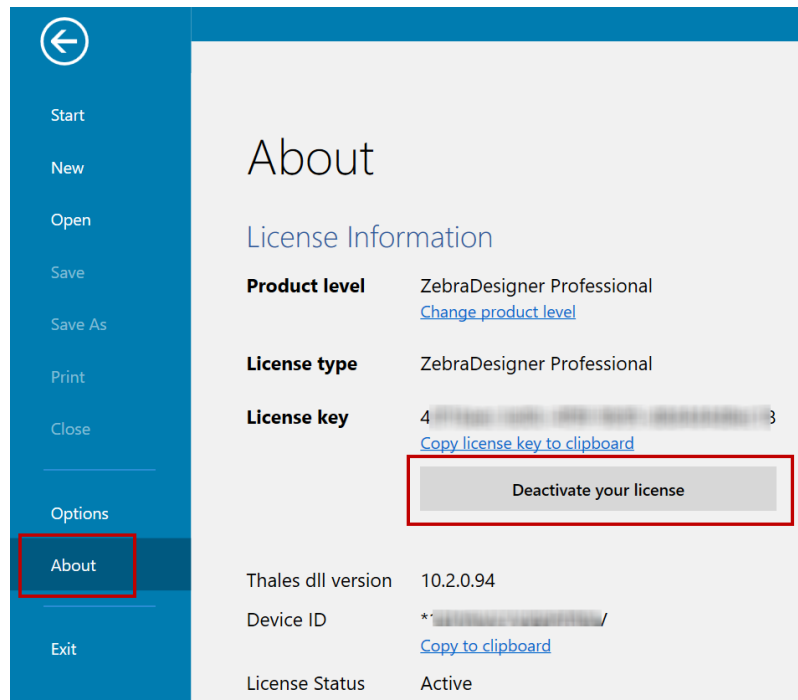 Start
New
Open
Save
Save As
Print
Close
Options
About
Exit
About
License Information
Product level ZebraDesigner Professional
Change product level
License type ZebraDesigner Professional
License key
Copy license key to clipboard
Deactivate your license
Thales dll version 10.2.0.94
Device ID
Copy to clipboard
License Status Active